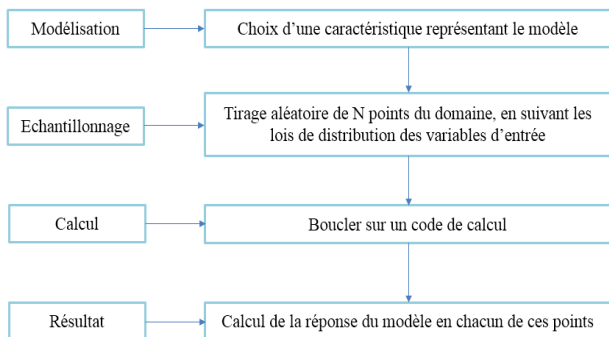 Modélisation
Choix d'une caractéristique représentant le modèle
Echantillonnage
Tirage aléatoire de N points du domaine, en suivant les
lois de distribution des variables d'entrée
Calcul
Boucler sur un code de calcul
Résultat
Calcul de la réponse du modèle en chacun de ces points